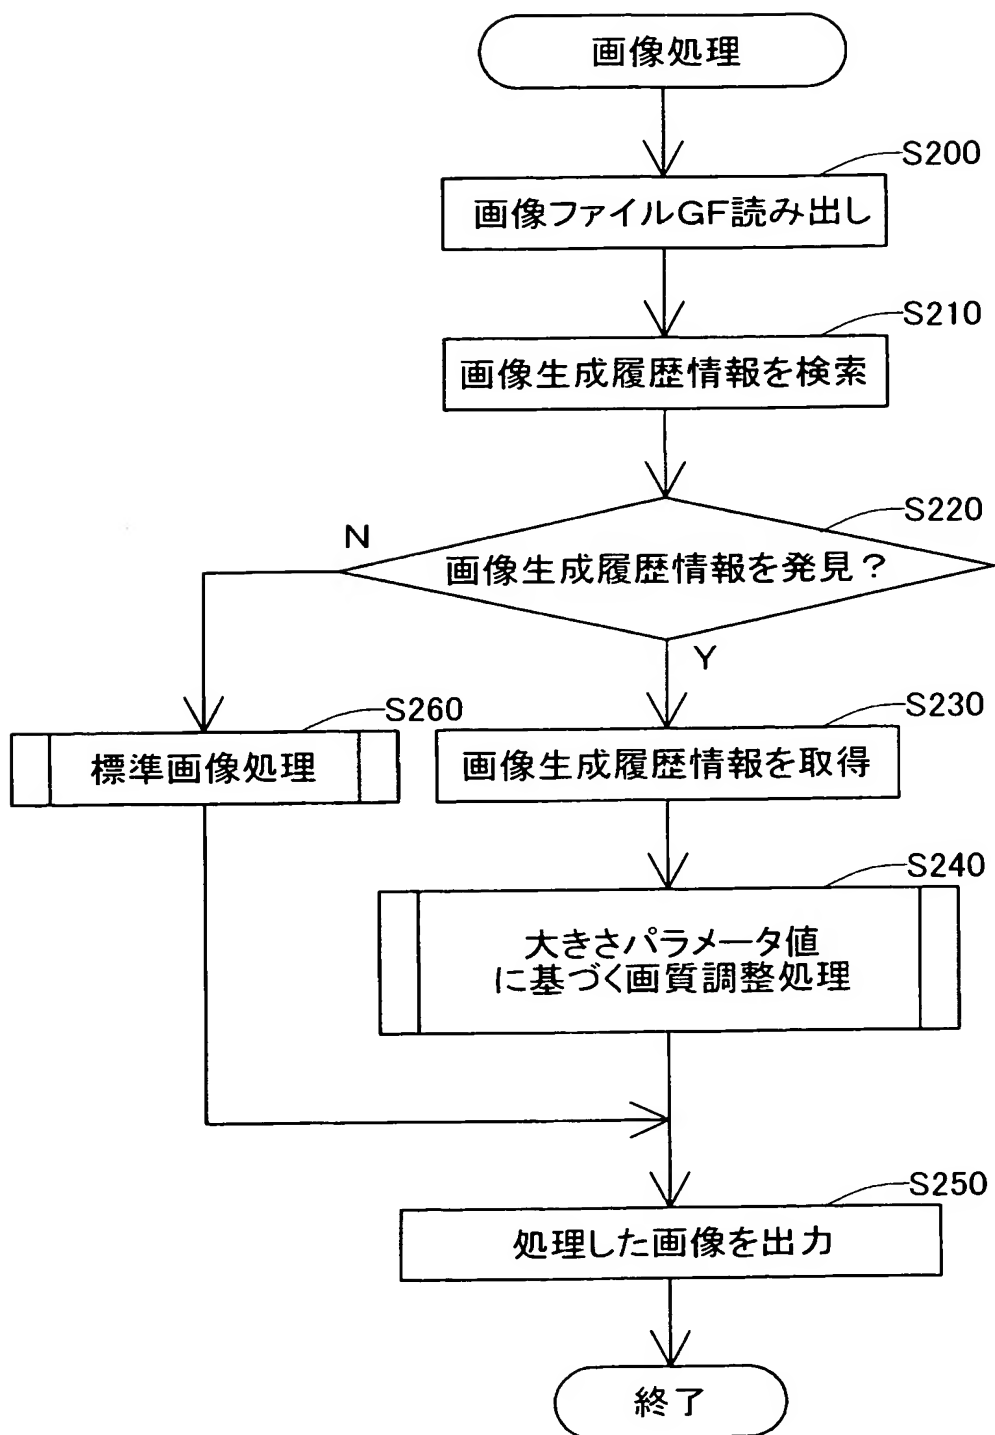 画像処理
S200
画像ファイルGF読み出し
S210
画像生成履歴情報を検索
S220
N
画像生成履歴情報を発見？
Y
S260
標準画像処理
S230
画像生成履歴情報を取得
S240
大きさパラメータ値
に基づく画質調整処理
S250
処理した画像を出力
終了